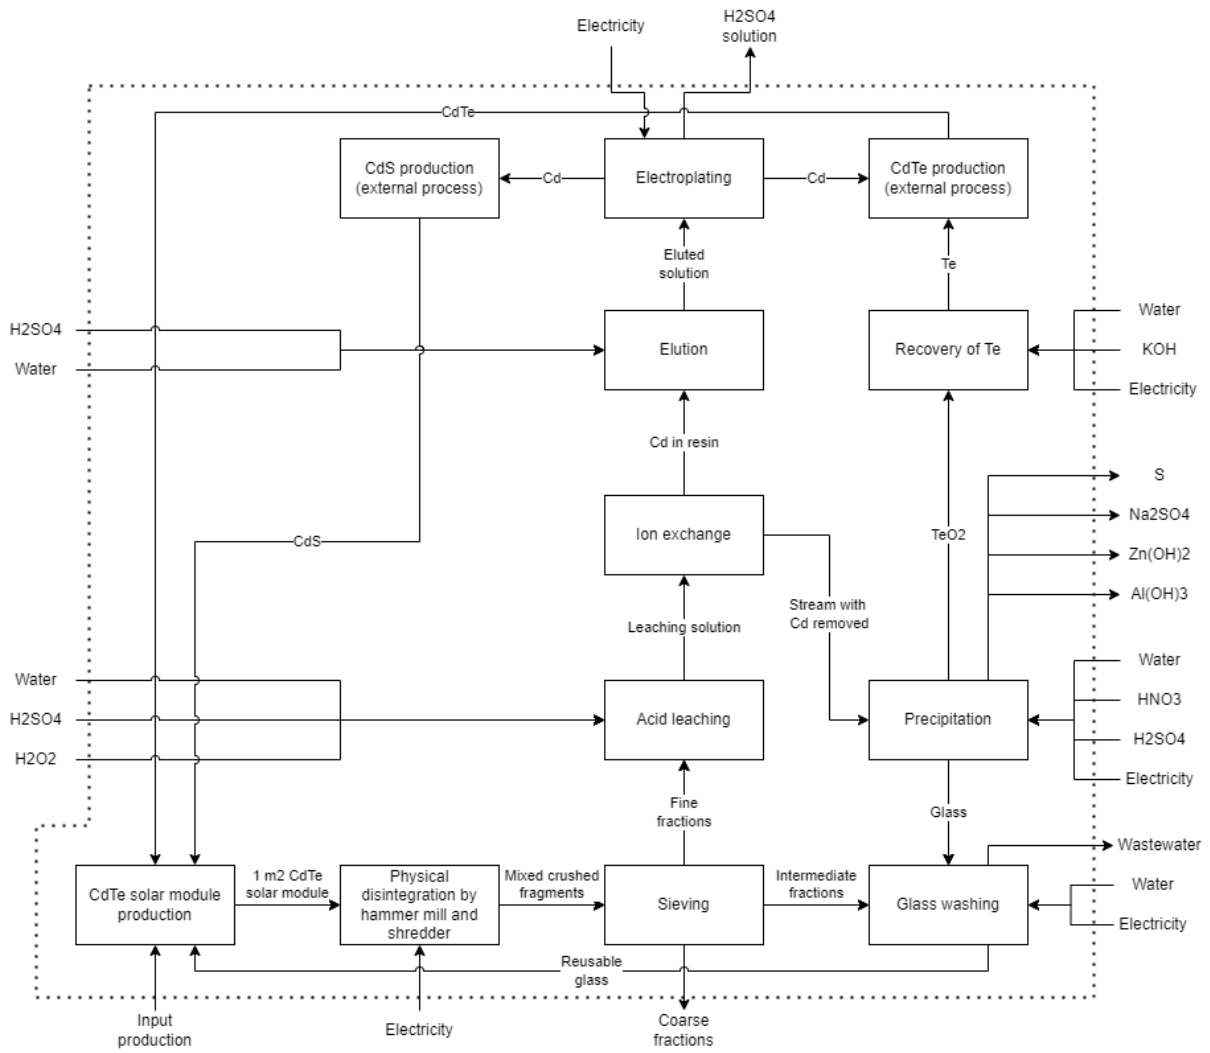 Electricity
H2SO4
solution
CdTe
CdS production
(external process)
Cd
Electroplating
Cd
CdTe production
(external process)
Eluted
solution
Te
H2SO4
Water
Elution
Recovery of Te
Water
KOH
Electricity
Cd in resin
S
Na2SO4
Zn(OH)2
Al(OH)3
CdS
Ion exchange
TeO2
Stream with
Cd removed
Leaching solution
Water
H2SO4
H2O2
Acid leaching
Precipitation
Water
HNO3
H2SO4
Electricity
Fine
fractions
Glass
Wastewater
CdTe solar module
production
1 m2 CdTe
solar module
Physical
disintegration by
hammer mill and
shredder
Mixed crushed
fragments
Sieving
Intermediate
fractions
Glass washing
Water
Electricity
Reusable
glass
Input
production
Electricity
Coarse
fractions